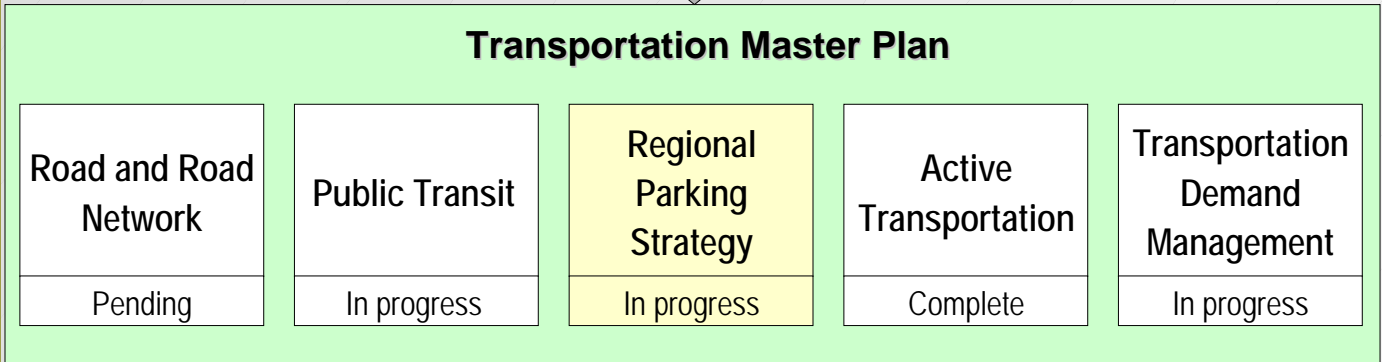 Transportation Master Plan
Road and Road
Network
Pending
Public Transit
In progress
Regional
Parking
Strategy
In progress
Active
Transportation
Complete
Transportation
Demand
Management
In progress